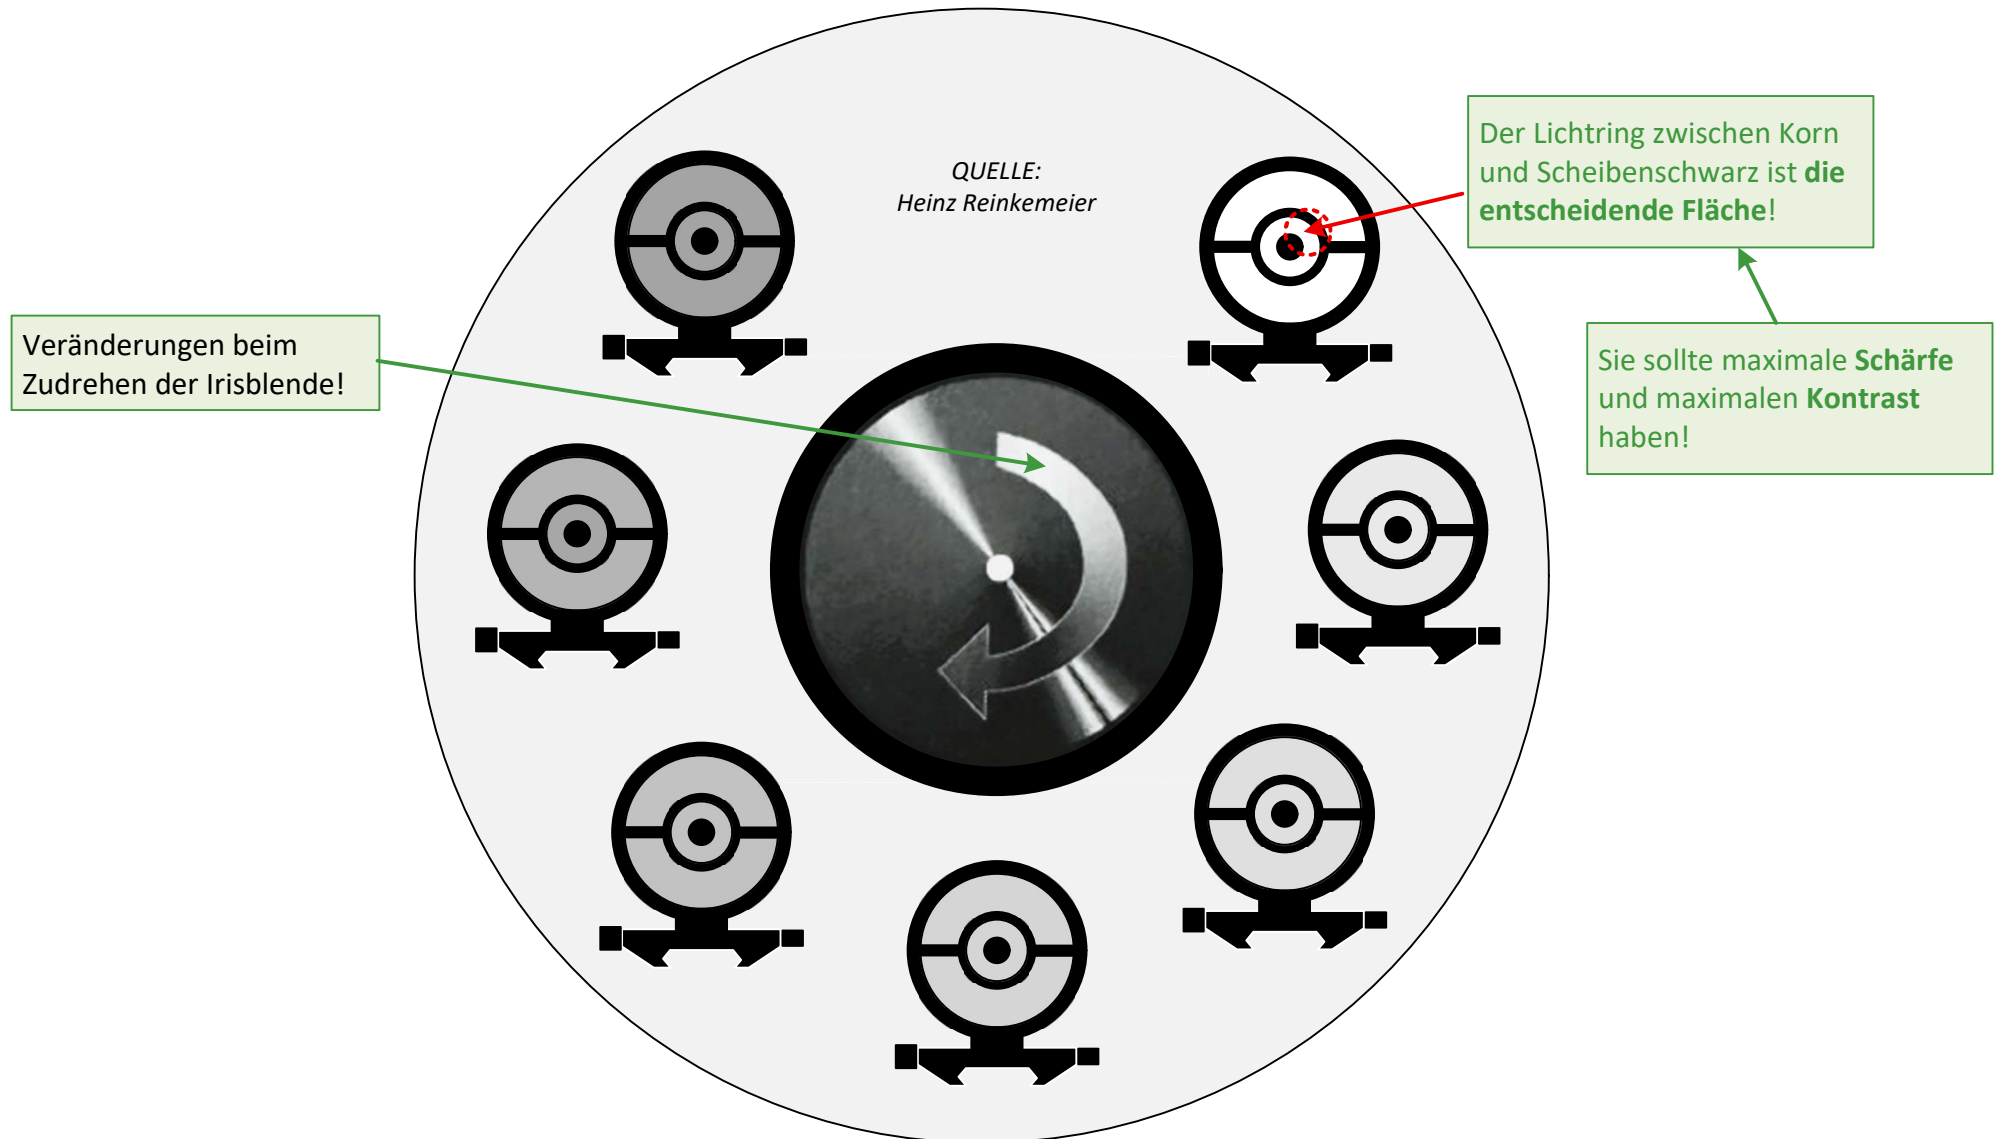 QUELLE:
Heinz Reinkemeier
Der Lichtring zwischen Korn
und Scheibenschwarz ist die
entscheidende Fläche!
Veränderungen beim
Zudrehen der Irisblende!
Sie sollte maximale Schärfe
und maximalen Kontrast
haben!